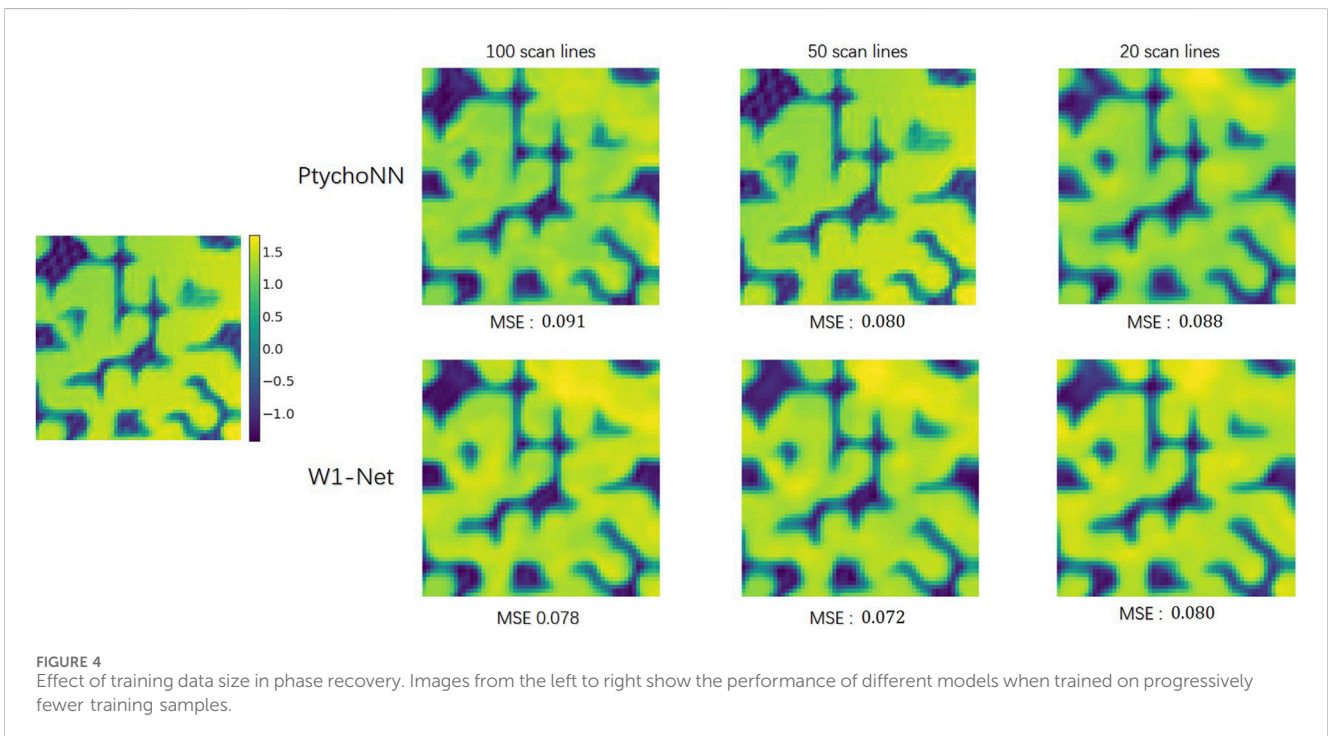 100 scan lines
50 scan lines
20 scan lines
PtychoNN
MSE : 0.091
MSE : 0.080
MSE : 0.088
1.5
1.0
0.5
0.0
−0.5
−1.0
W1-Net
MSE 0.078
MSE : 0.072
MSE : 0.080
FIGURE 4
Effect of training data size in phase recovery. Images from the left to right show the performance of different models when trained on progressively
fewer training samples.